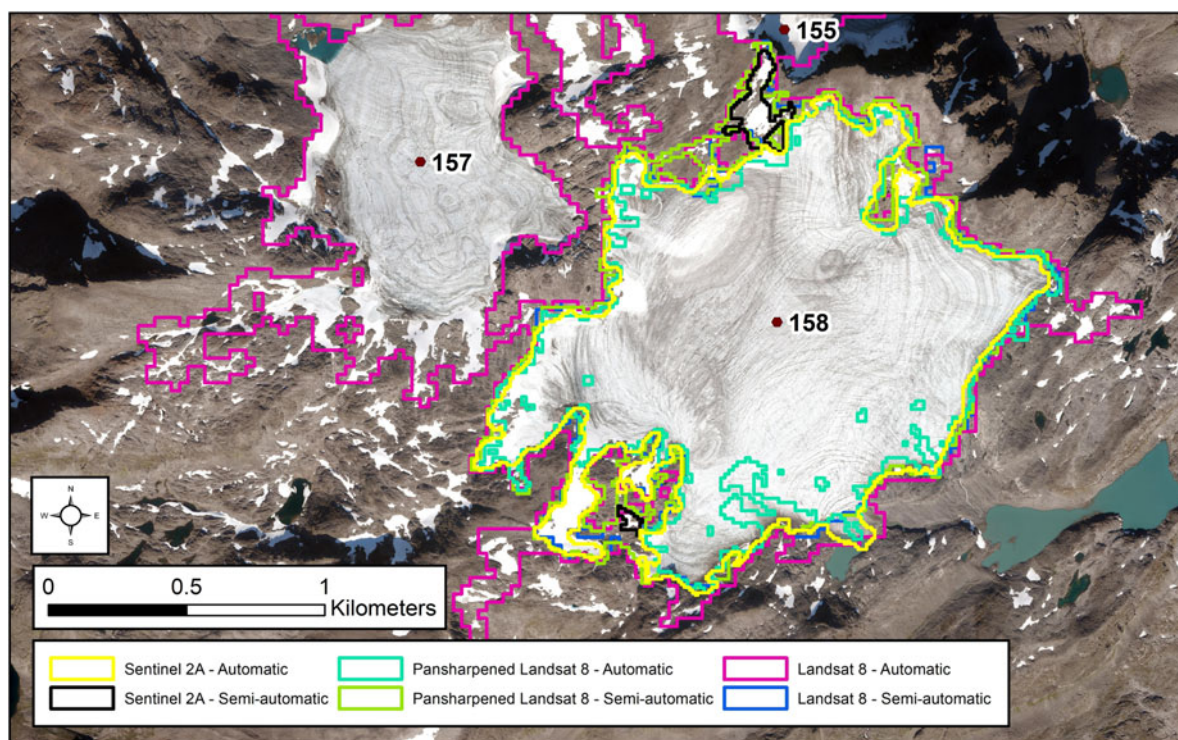 155
157
158
N
W E
S
0 0.5 1
Kilometers
Sentinel 2A - Automatic Pansharpened Landsat 8 - Automatic Landsat 8 - Automatic
Sentinel 2A - Semi-automatic Pansharpened Landsat 8 - Semi-automatic Landsat 8 - Semi-automatic